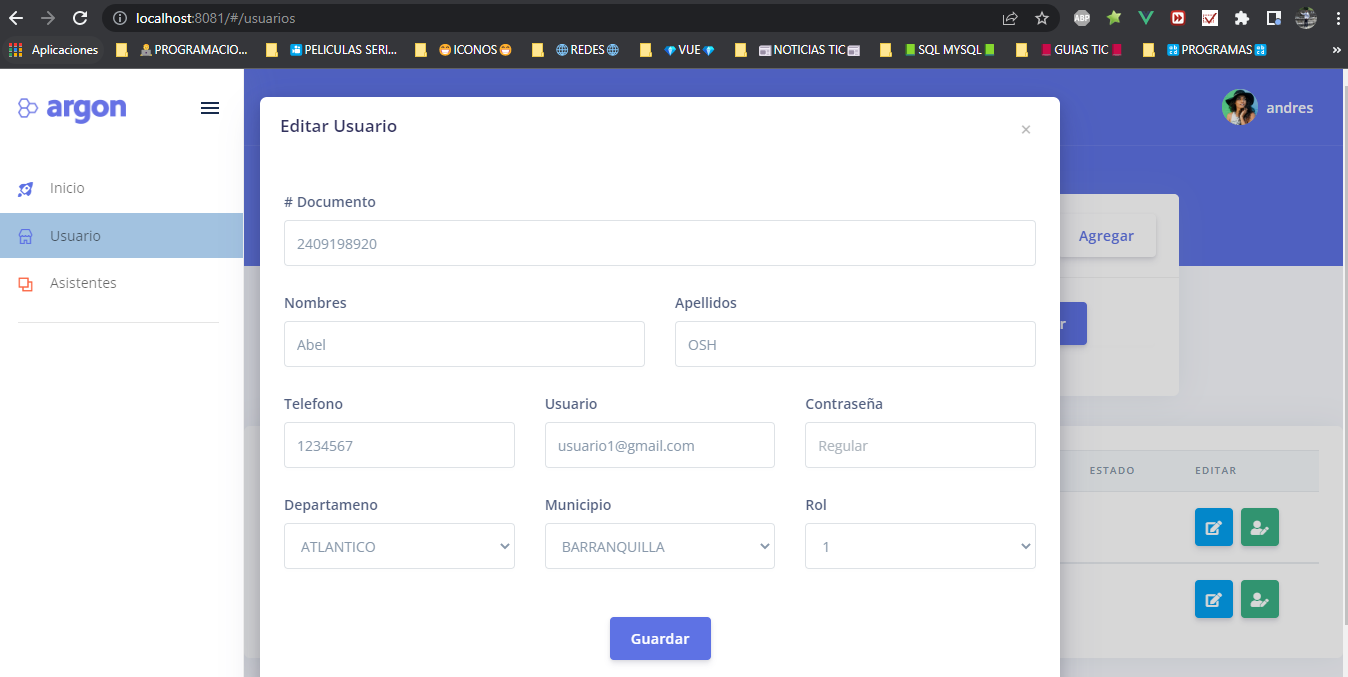 localhost:8081/#/usuarios
ABP
Aplicaciones PROGRAMACIO... PELICULAS SERI... ICONOS REDES VUE NOTICIAS TIC SQL MYSQL GUIAS TIC PROGRAMAS »
argon
andres
Editar Usuario ×
Inicio
Usuario
Asistentes
# Documento
2409198920
Agregar
Nombres Apellidos
Abel OSH
r
Telefono Usuario Contraseña
1234567 usuario1@gmail.com Regular
ESTADO EDITAR
Departameno Municipio Rol
ATLANTICO BARRANQUILLA 1
Guardar